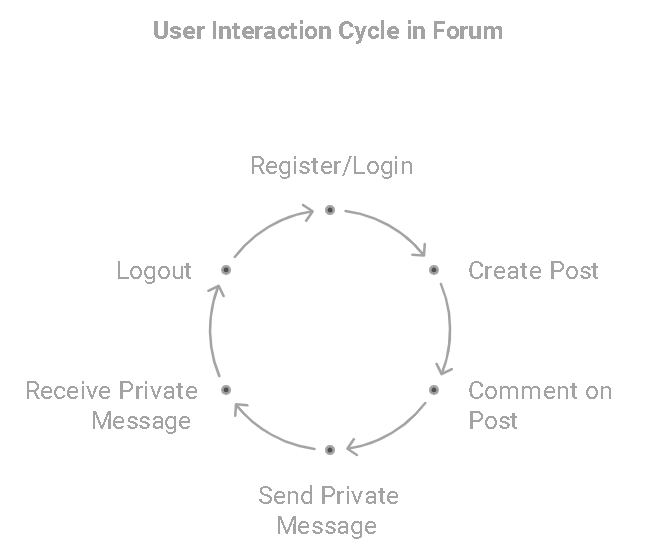 User Interaction Cycle in Forum
Register/Login
Logout
Create Post
Receive Private
Message
Comment on
Post
Send Private
Message